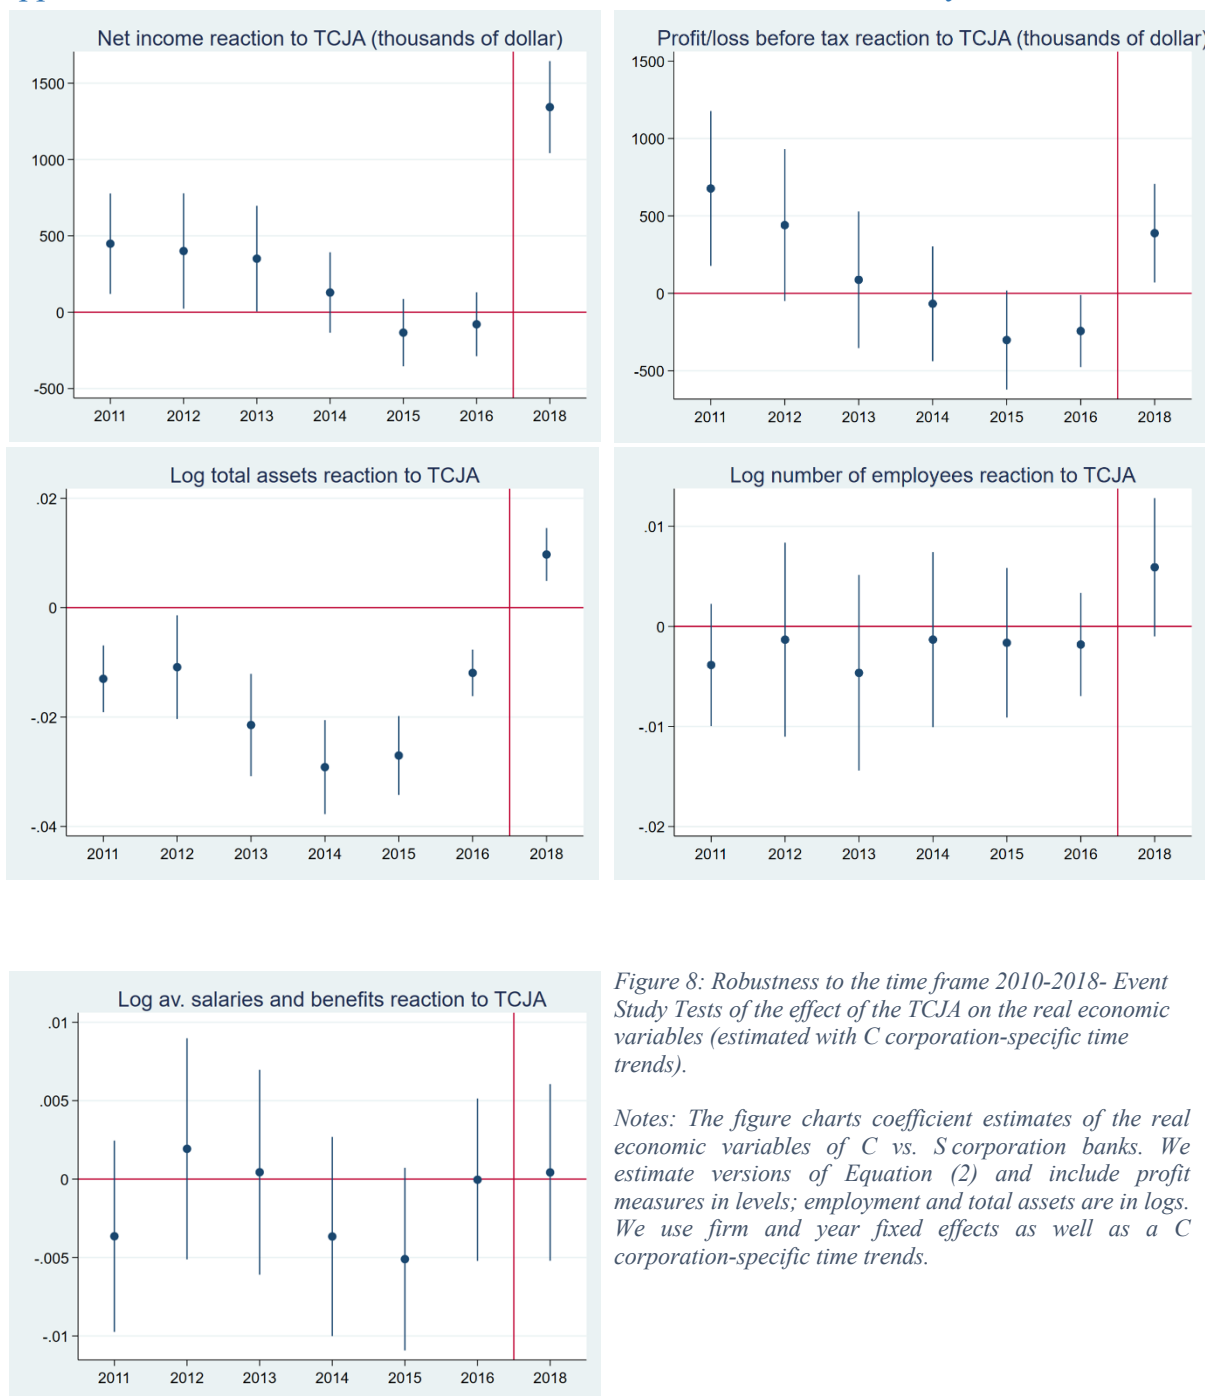 Net income reaction to TCJA (thousands of dollar)
1500
1000
500
0
-500
2011 2012 2013 2014 2015 2016 2018
Profit/loss before tax reaction to TCJA (thousands of dollar)
1500
1000
500
0
-500
2011 2012 2013 2014 2015 2016 2018
Log total assets reaction to TCJA
.02
0
-.02
-.04
2011 2012 2013 2014 2015 2016 2018
Log number of employees reaction to TCJA
.01
0
-.01
-.02
2011 2012 2013 2014 2015 2016 2018
Log av. salaries and benefits reaction to TCJA
.01
.005
0
-.005
-.01
2011 2012 2013 2014 2015 2016 2018
Figure 8: Robustness to the time frame 2010-2018- Event
Study Tests of the effect of the TCJA on the real economic
variables (estimated with C corporation-specific time
trends).
Notes: The figure charts coefficient estimates of the real
economic variables of C vs. S corporation banks. We
estimate versions of Equation (2) and include profit
measures in levels; employment and total assets are in logs.
We use firm and year fixed effects as well as a C
corporation-specific time trends.